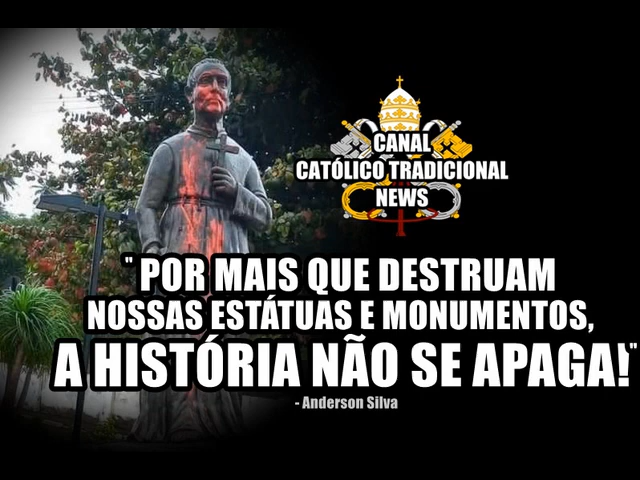 CANAL
CATÓLICO TRADICIONAL
NEWS
" POR MAIS QUE DESTRUAM
NOSSAS ESTÁTUAS E MONUMENTOS,
A HISTÓRIA NÃO SE APAGA!"
- Anderson Silva